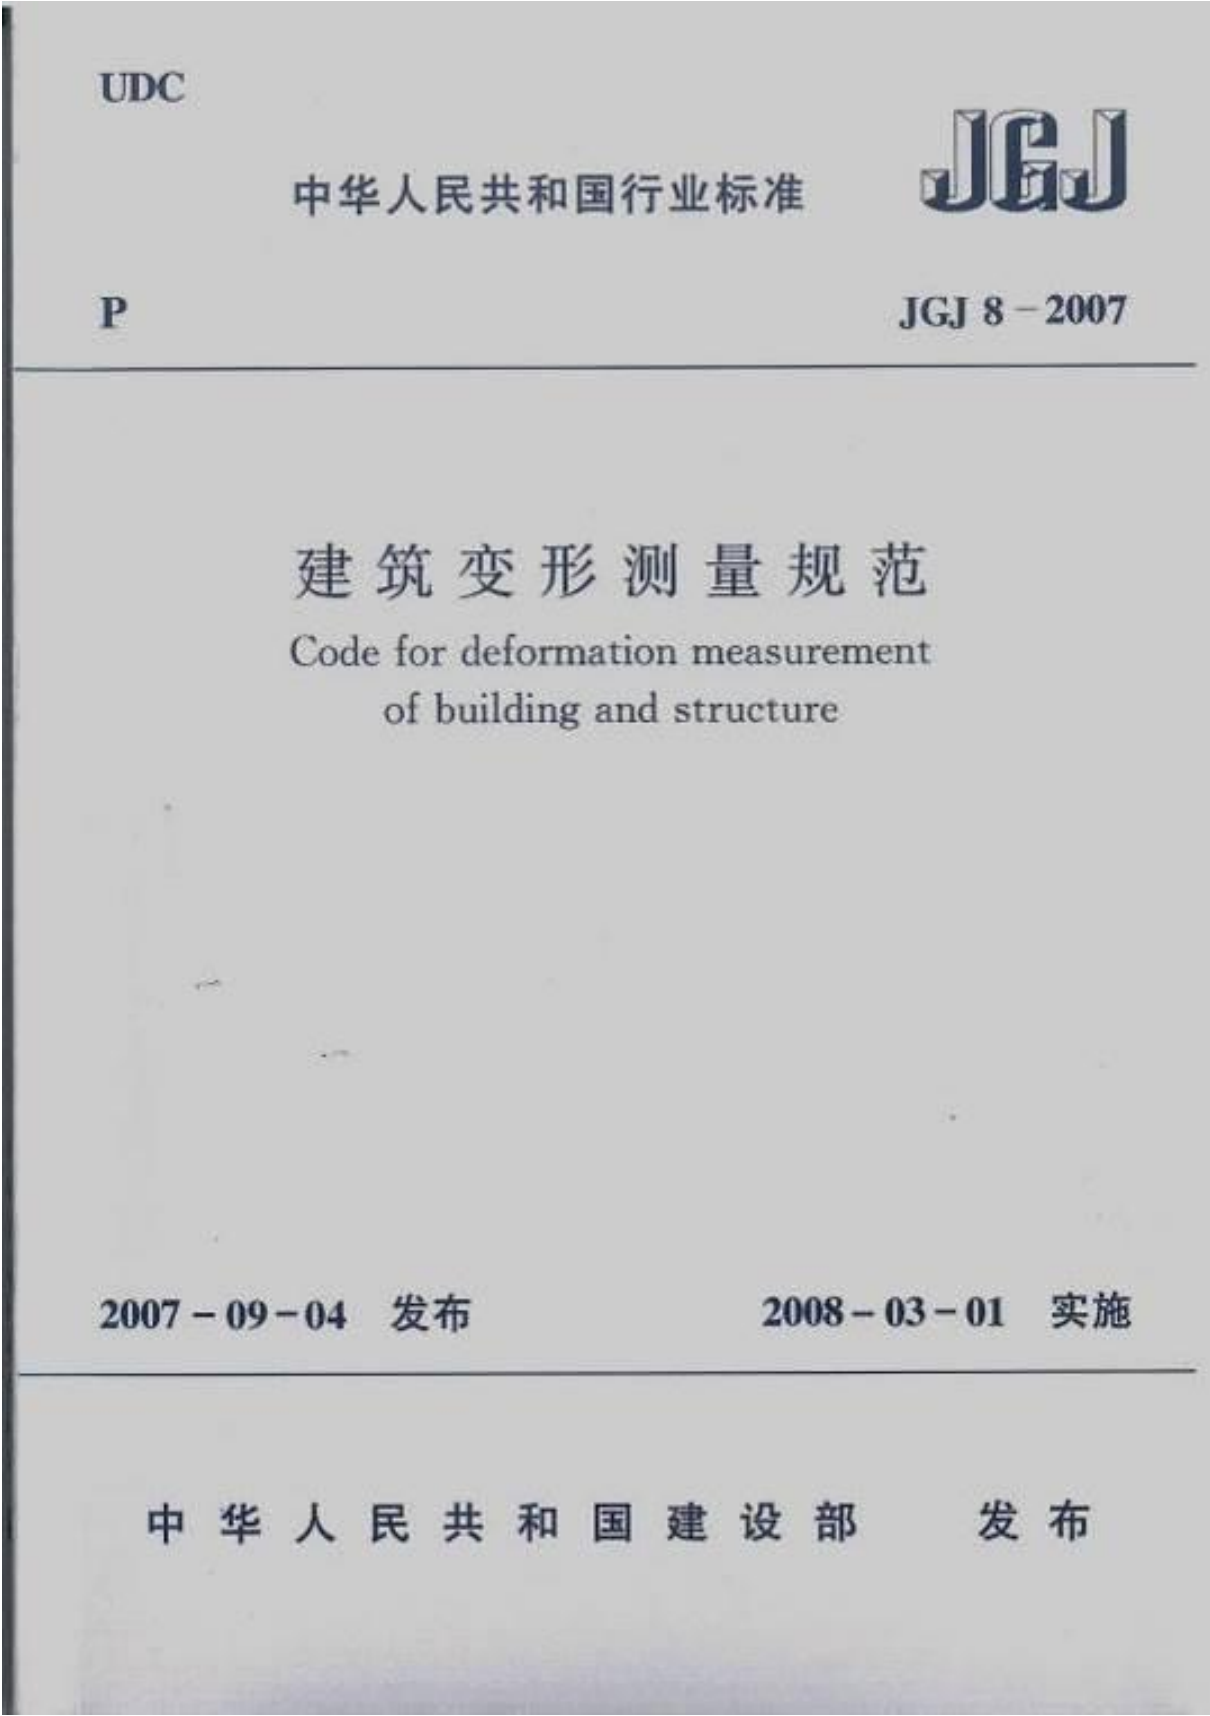 UDC
JGJ
中华人民共和国行业标准
P
JGJ 8－2007
建筑变形测量规范
Code for deformation measurement
of building and structure
2007－09－04 发布
2008－03－01 实施
中华人民共和国建设部 发布